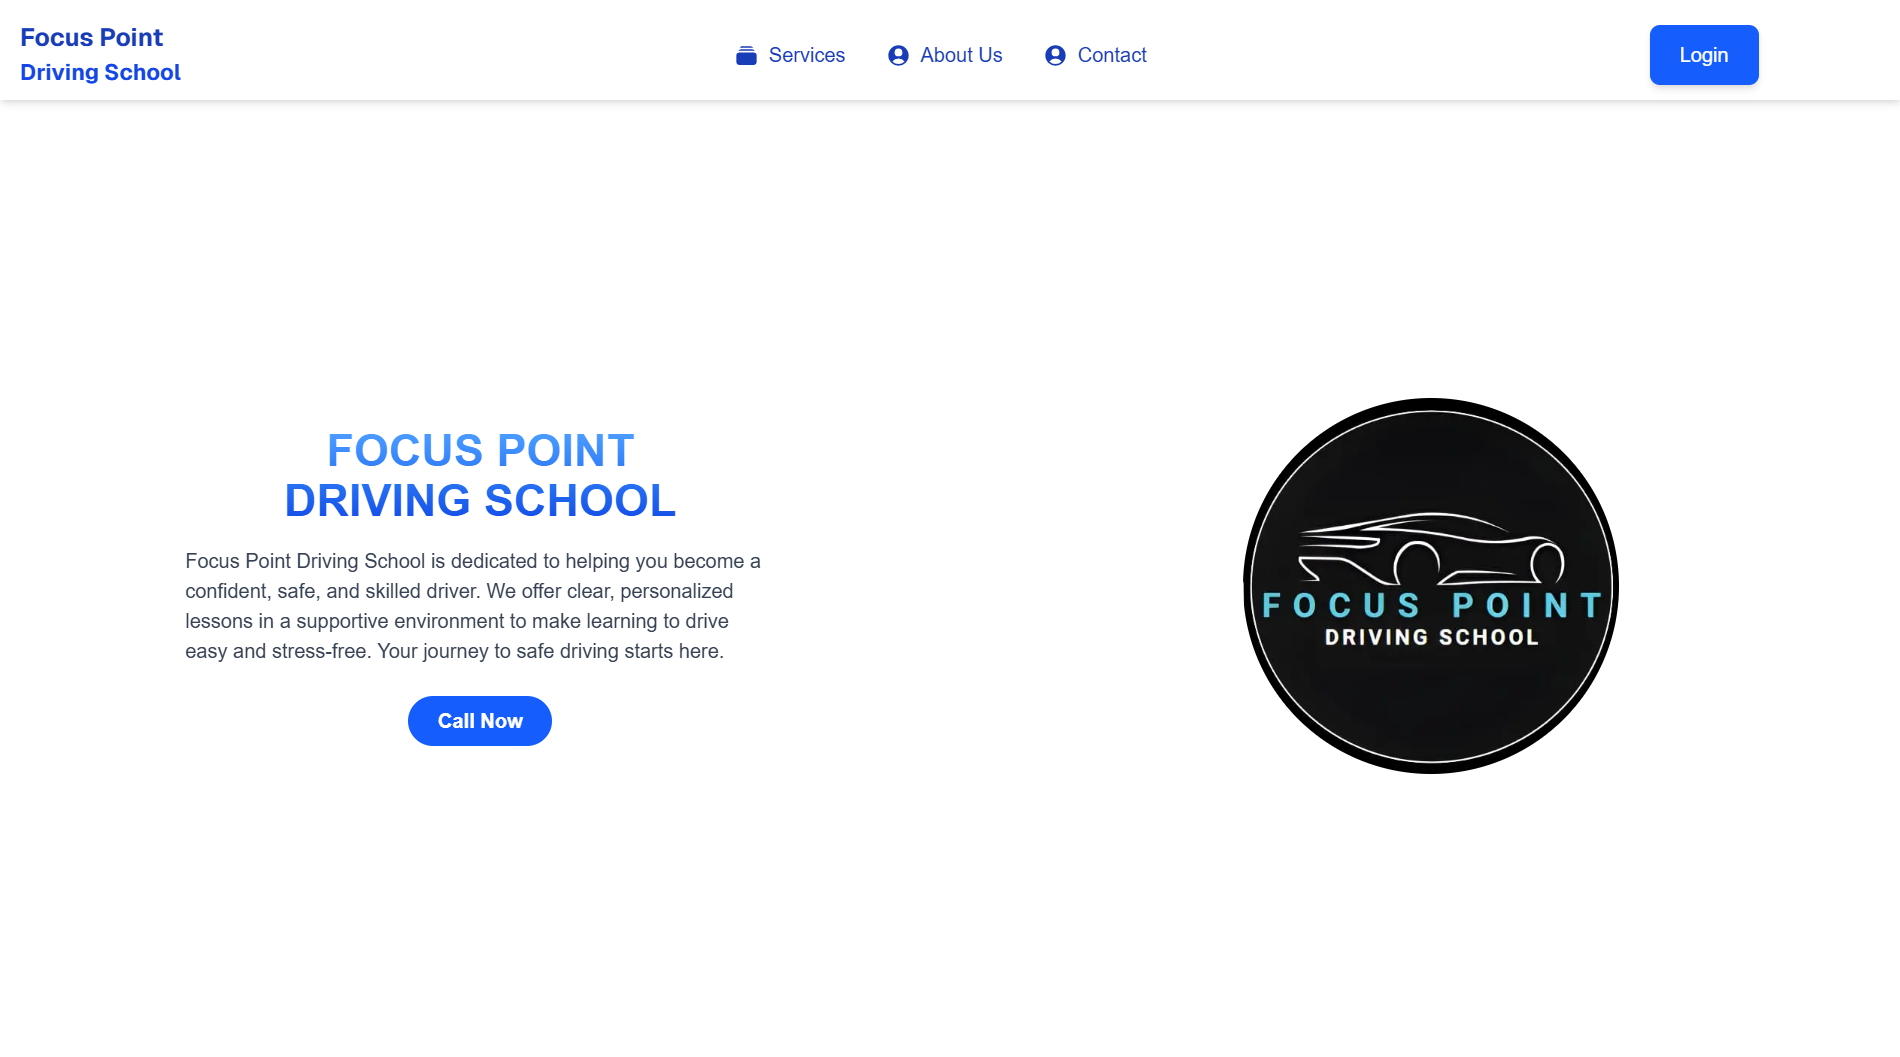 Focus Point
Driving School
Services
About Us
Contact
Login
FOCUS POINT
DRIVING SCHOOL
Focus Point Driving School is dedicated to helping you become a
confident, safe, and skilled driver. We offer clear, personalized
lessons in a supportive environment to make learning to drive
easy and stress-free. Your journey to safe driving starts here.
Call Now
FOCUS POINT
DRIVING SCHOOL